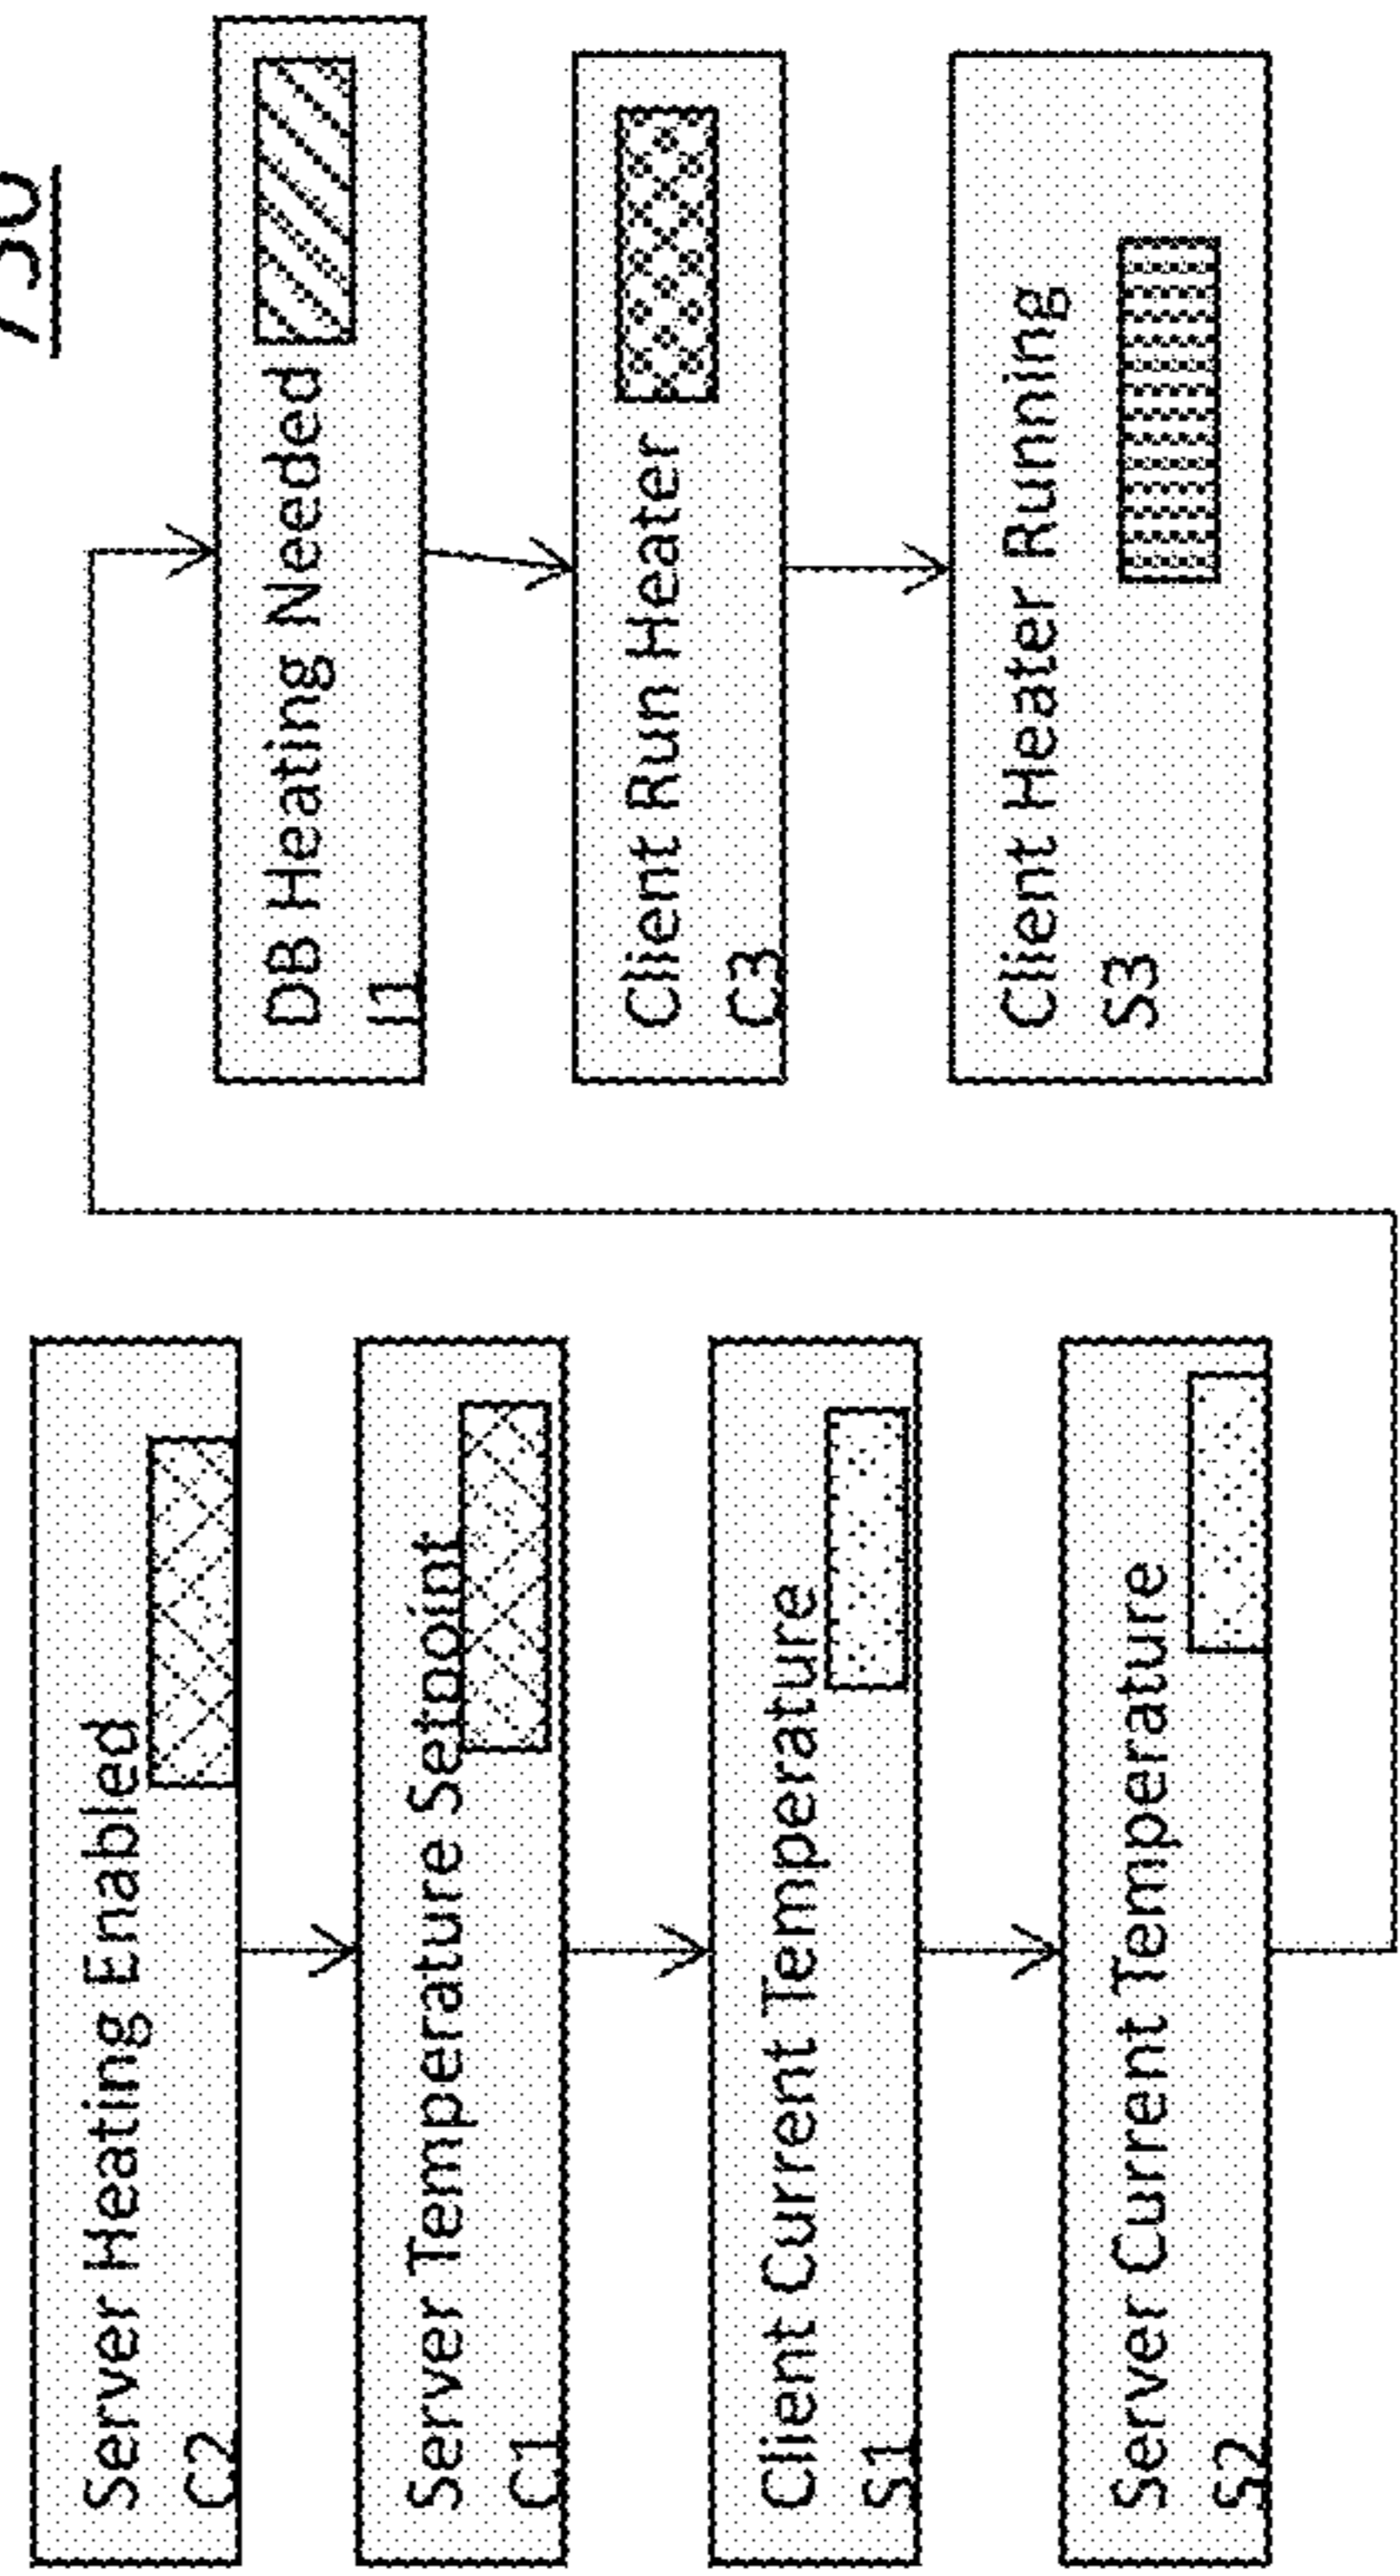 730
Server Heating Enabled
C2
Server Temperature Setpoint
C1
Client Current Temperature
S1
Server Current Temperature
S2
DB Heating Needed
I1
Client Run Heater
C3
Client Heater Running
S3